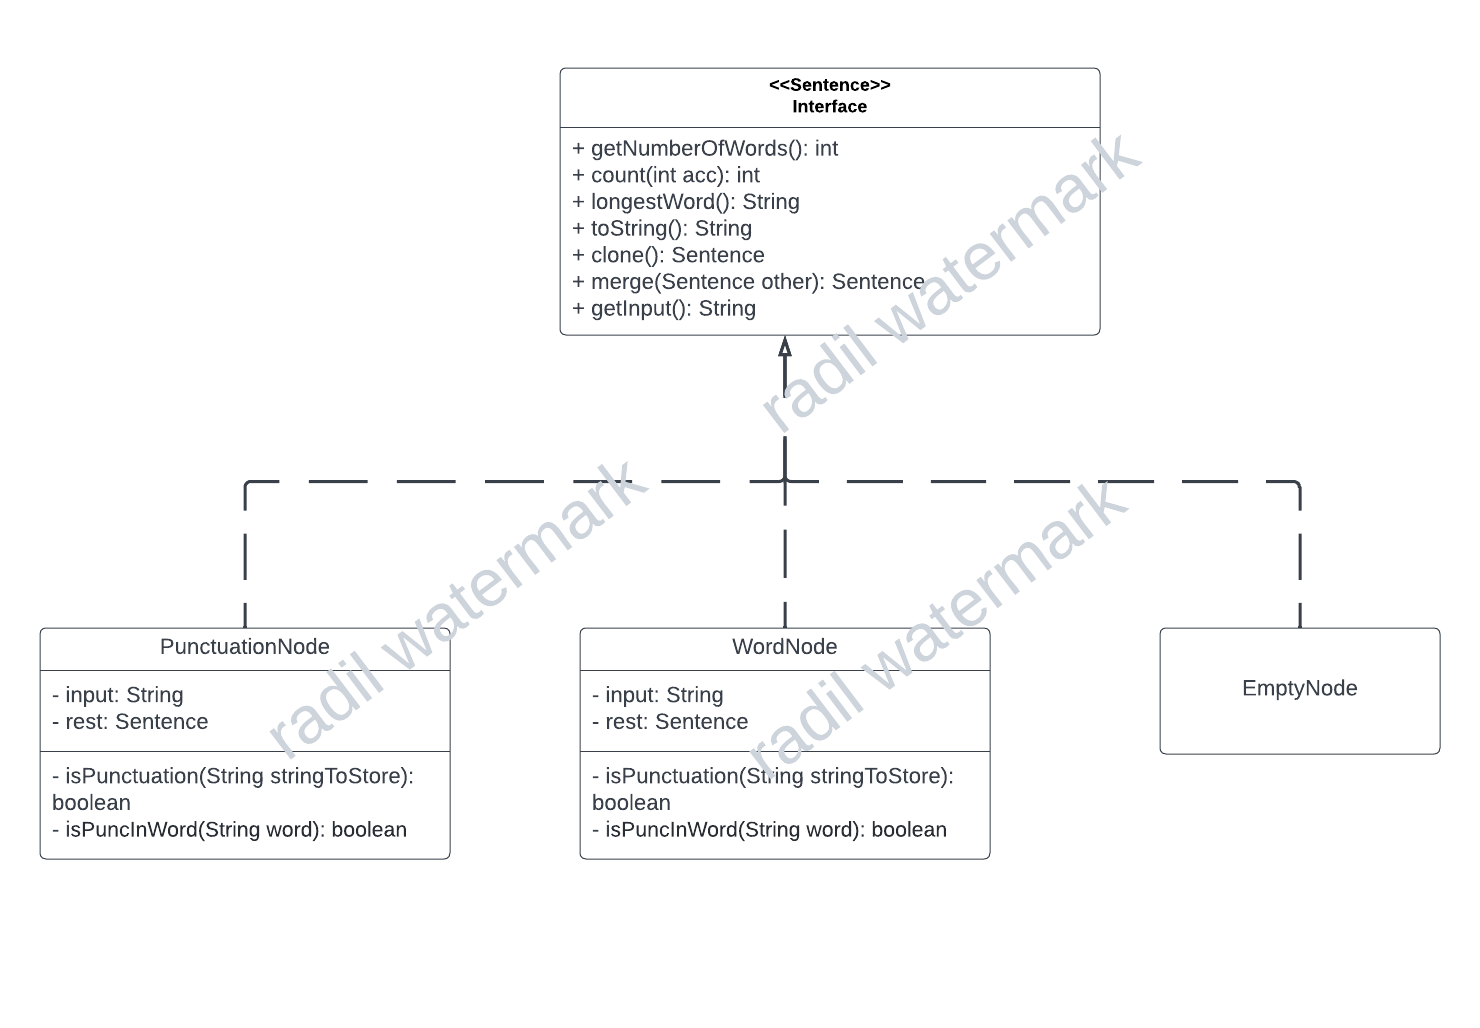 <<Sentence>>
Interface
+ getNumberOfWords(): int
+ count(int acc): int
+ longestWord(): String
+ toString(): String
+ clone(): Sentence
+ merge(Sentence other): Sentence
+ getInput(): String
radil watermark
radil watermark
radil watermark
PunctuationNode
- input: String
- rest: Sentence
- isPunctuation(String stringToStore):
boolean
- isPuncInWord(String word): boolean
WordNode
- input: String
- rest: Sentence
- isPunctuation(String stringToStore):
boolean
- isPuncInWord(String word): boolean
EmptyNode